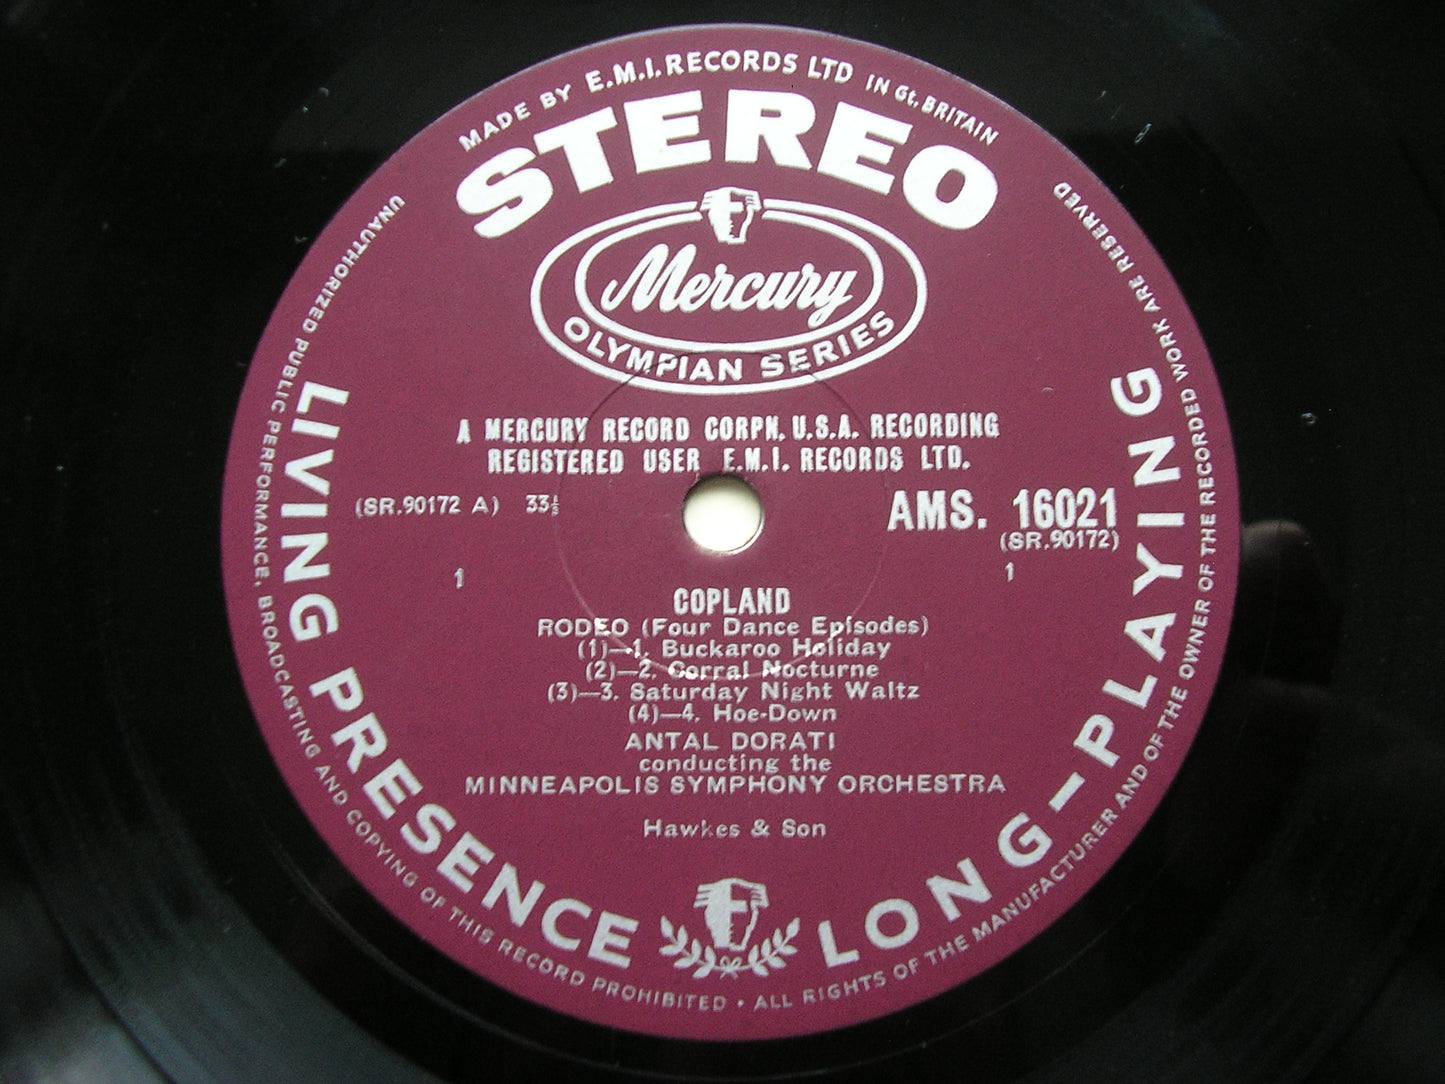 MADE BY E.M.I. RECORDS LTD IN Gt. BRITAIN
STEREO
Mercury
OLYMPIAN SERIES
A MERCURY RECORD CORPN. U.S.A. RECORDING
REGISTERED USER E.M.I. RECORDS LTD.
(SR.90172 A) 33⅓
AMS. 16021
(SR.90172)
1
1
COPLAND
RODEO (Four Dance Episodes)
(1)—1. Buckaroo Holiday
(2)—2. Corral Nocturne
(3)—3. Saturday Night Waltz
(4)—4. Hoe-Down
ANTAL DORATI
conducting the
MINNEAPOLIS SYMPHONY ORCHESTRA
Hawkes & Son
LIVING PRESENCE
LONG-PLAYING
UNAUTHORIZED PUBLIC PERFORMANCE, BROADCASTING AND COPYING OF THIS RECORD PROHIBITED • ALL RIGHTS OF THE MANUFACTURER AND OF THE OWNER OF THE RECORDED WORK ARE RESERVED